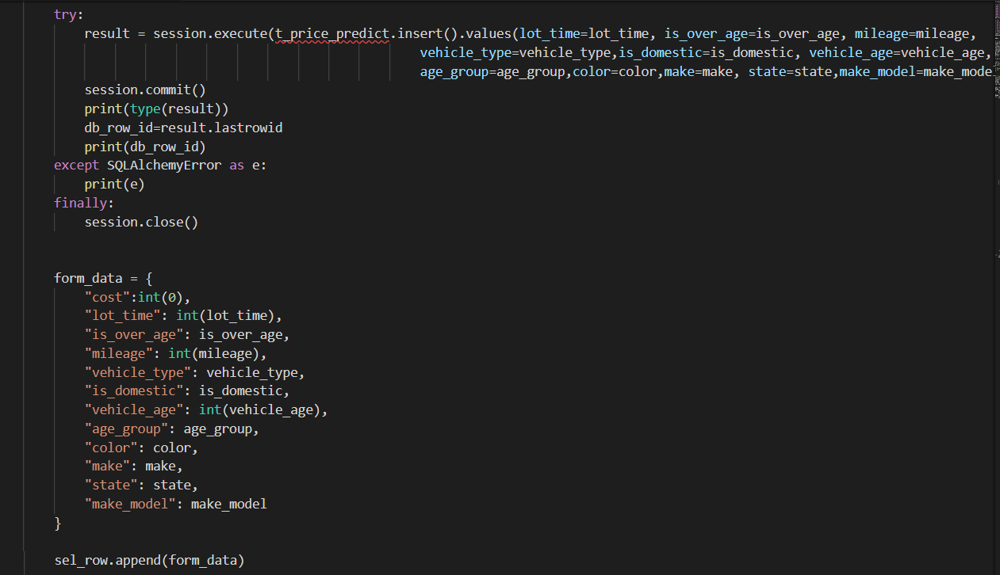 try:
result = session.execute(t_price_predict.insert().values(lot_time=lot_time, is_over_age=is_over_age, mileage=mileage,
vehicle_type=vehicle_type,is_domestic=is_domestic, vehicle_age=vehicle_age,
age_group=age_group,color=color,make=make, state=state,make_model=make_mode
session.commit()
print(type(result))
db_row_id=result.lastrowid
print(db_row_id)
except SQLAlchemyError as e:
print(e)
finally:
session.close()
form_data = {
"cost":int(0),
"lot_time": int(lot_time),
"is_over_age": is_over_age,
"mileage": int(mileage),
"vehicle_type": vehicle_type,
"is_domestic": is_domestic,
"vehicle_age": int(vehicle_age),
"age_group": age_group,
"color": color,
"make": make,
"state": state,
"make_model": make_model
}
sel_row.append(form_data)